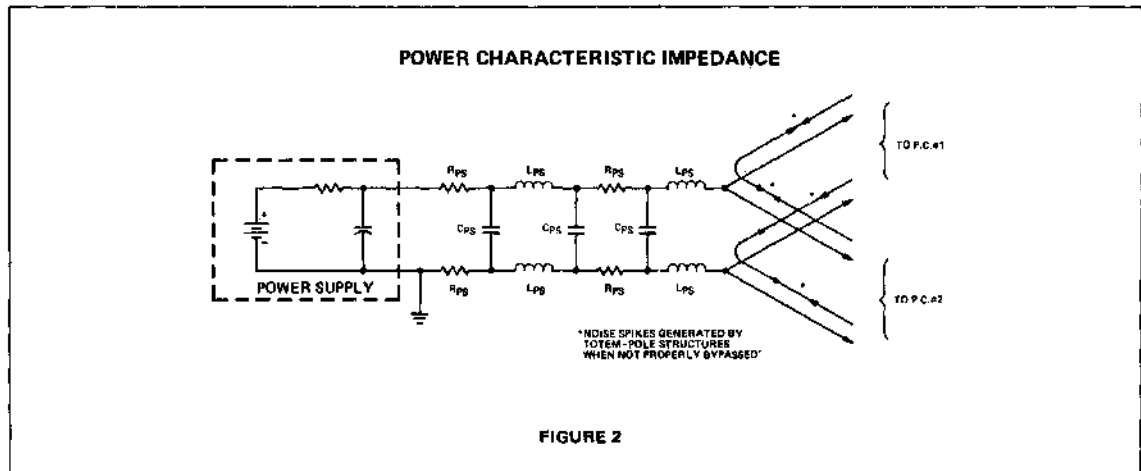 POWER CHARACTERISTIC IMPEDANCE
*
TO P.C.#1
RPS
LPS
RPS
LPS
*
*
+
-
CPS
CPS
CPS
POWER SUPPLY
RPS
LPS
RPS
LPS
*
TO P.C.#2
*NOISE SPIKES GENERATED BY
TOTEM-POLE STRUCTURES
WHEN NOT PROPERLY BYPASSED*
FIGURE 2